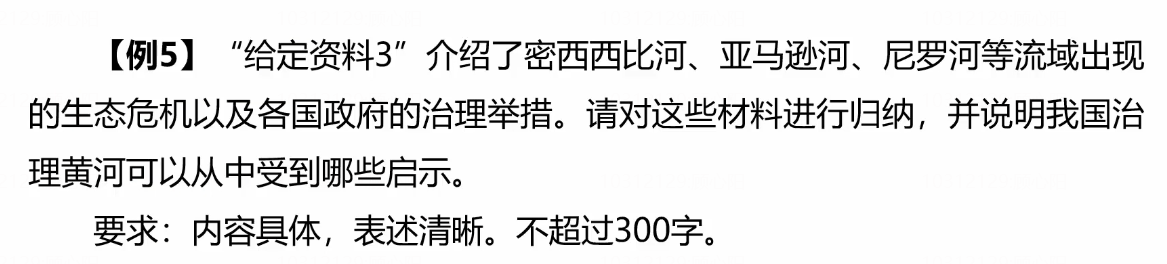 【例5】“给定资料3”介绍了密西西比河、亚马逊河、尼罗河等流域出现
的生态危机以及各国政府的治理举措。请对这些材料进行归纳，并说明我国治
理黄河可以从中受到哪些启示。
要求：内容具体，表述清晰。不超过300字。